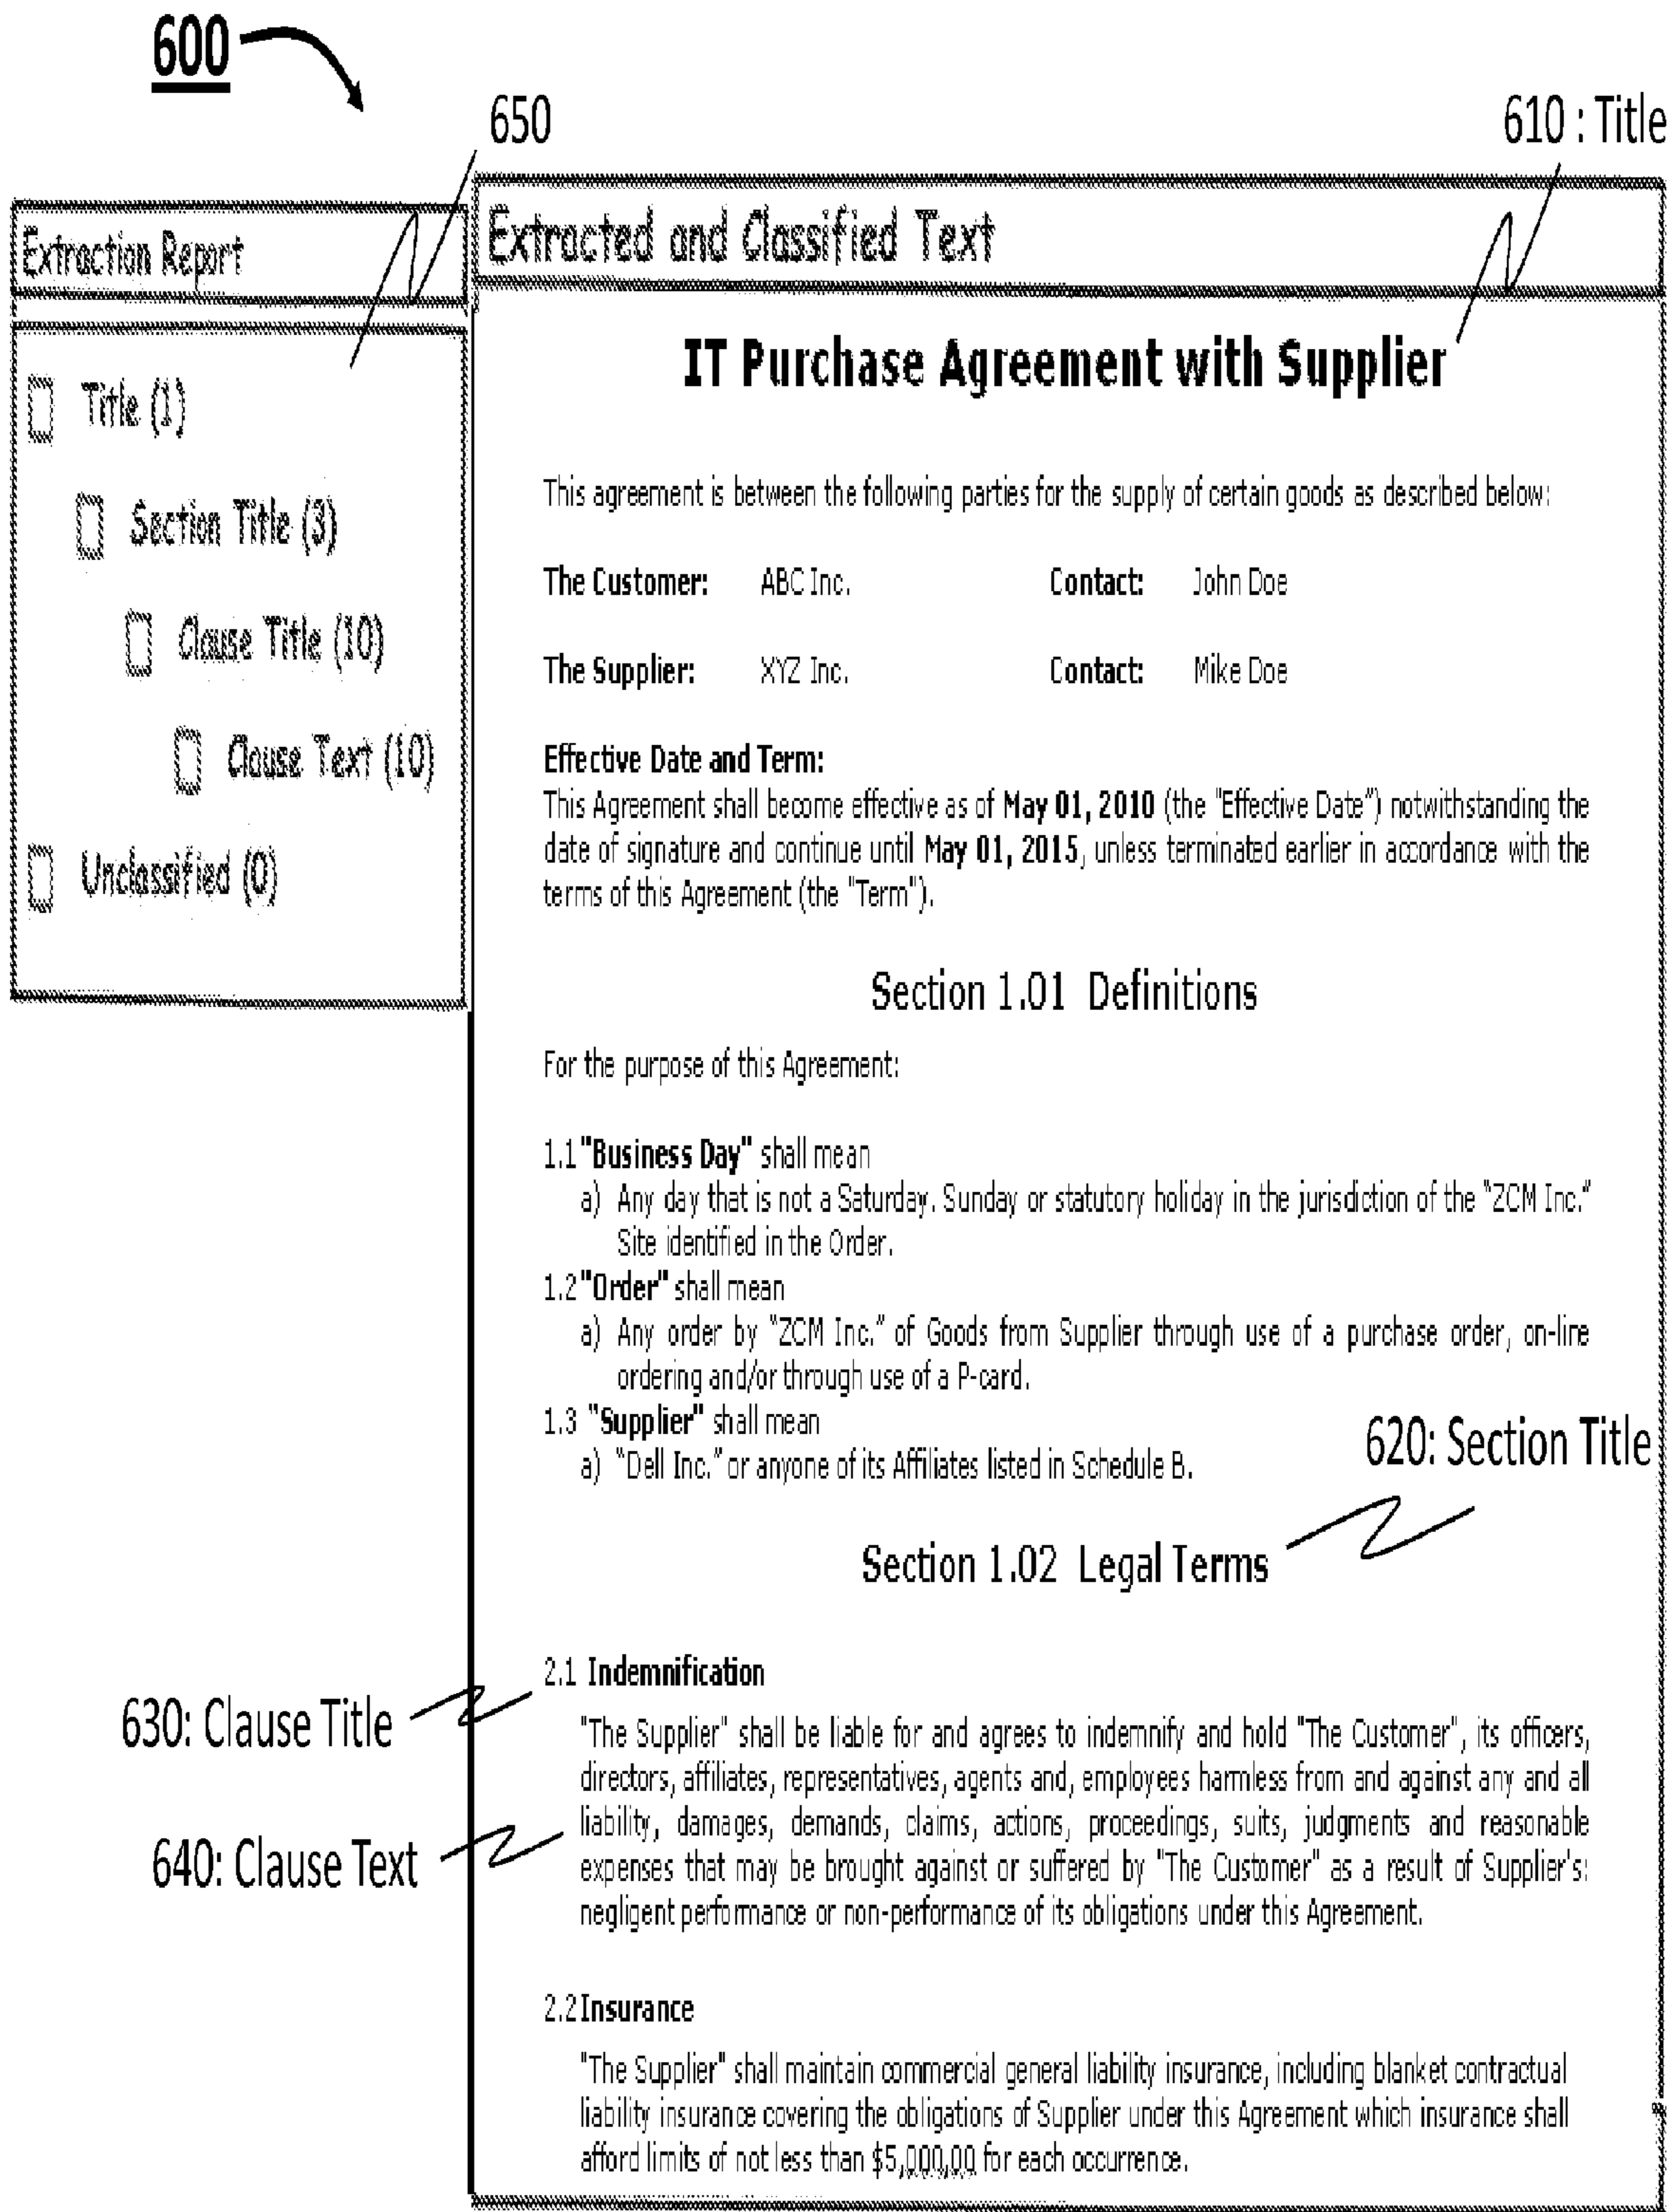 600
650
610 : Title
Extraction Report
Title (1)
Section Title (3)
Clause Title (10)
Clause Text (10)
Unclassified (0)
Extracted and Classified Text
IT Purchase Agreement with Supplier
This agreement is between the following parties for the supply of certain goods as described below:
The Customer: ABC Inc. Contact: John Doe
The Supplier: XYZ Inc. Contact: Mike Doe
Effective Date and Term:
This Agreement shall become effective as of May 01, 2010 (the "Effective Date") notwithstanding the
date of signature and continue until May 01, 2015, unless terminated earlier in accordance with the
terms of this Agreement (the "Term").
Section 1.01 Definitions
For the purpose of this Agreement:
1.1 "Business Day" shall mean
a) Any day that is not a Saturday. Sunday or statutory holiday in the jurisdiction of the "ZCM Inc."
Site identified in the Order.
1.2 "Order" shall mean
a) Any order by "ZCM Inc." of Goods from Supplier through use of a purchase order, on-line
ordering and/or through use of a P-card.
1.3 "Supplier" shall mean
a) "Dell Inc." or anyone of its Affiliates listed in Schedule B.
620: Section Title
Section 1.02 Legal Terms
2.1 Indemnification
630: Clause Title
"The Supplier" shall be liable for and agrees to indemnify and hold "The Customer", its officers,
directors, affiliates, representatives, agents and, employees harmless from and against any and all
liability, damages, demands, claims, actions, proceedings, suits, judgments and reasonable
expenses that may be brought against or suffered by "The Customer" as a result of Supplier's:
negligent performance or non-performance of its obligations under this Agreement.
640: Clause Text
2.2 Insurance
"The Supplier" shall maintain commercial general liability insurance, including blanket contractual
liability insurance covering the obligations of Supplier under this Agreement which insurance shall
afford limits of not less than $5,000,00 for each occurrence.